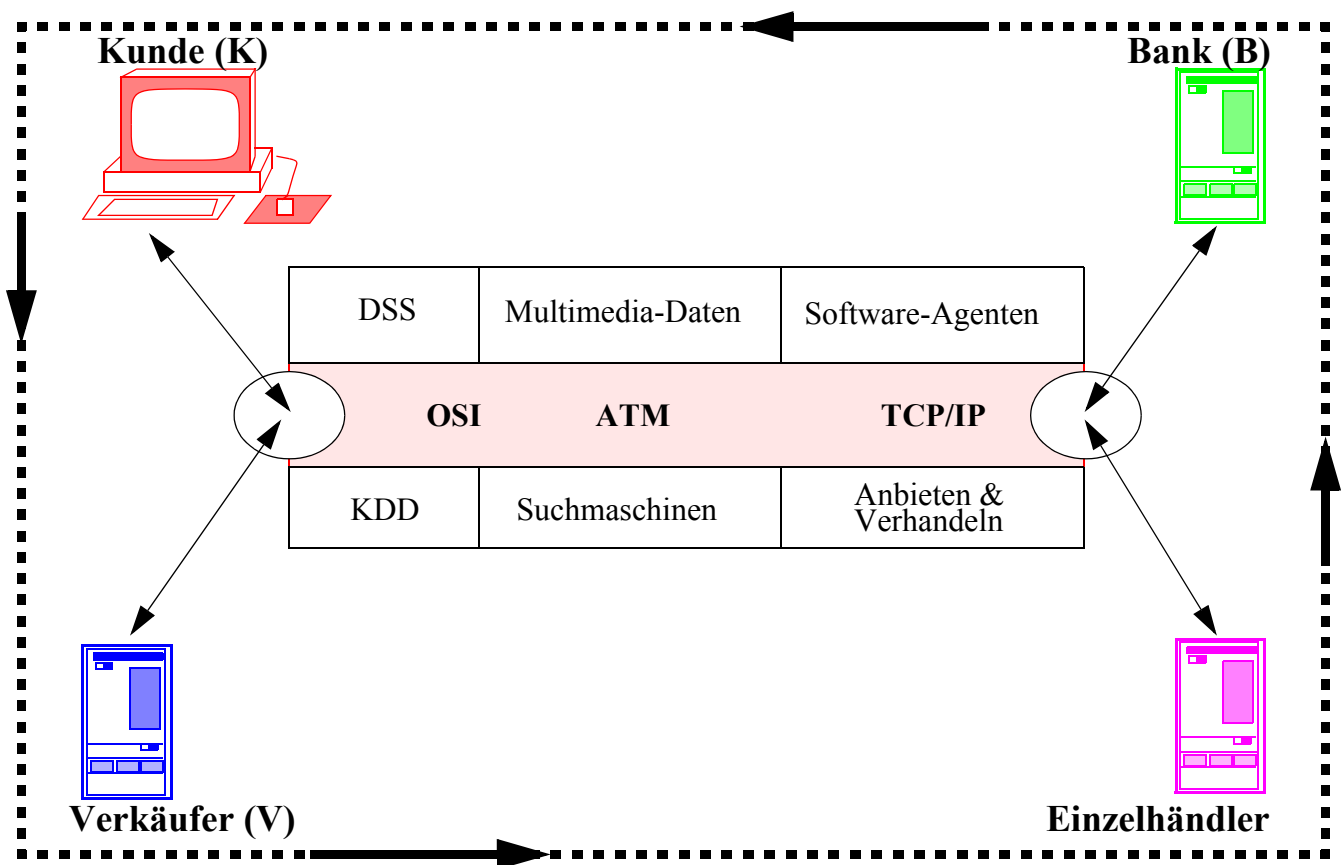 Kunde (K)
Bank (B)
DSS
Multimedia-Daten
Software-Agenten
OSI
ATM
TCP/IP
KDD
Suchmaschinen
Anbieten &
Verhandeln
Verkäufer (V)
Einzelhändler